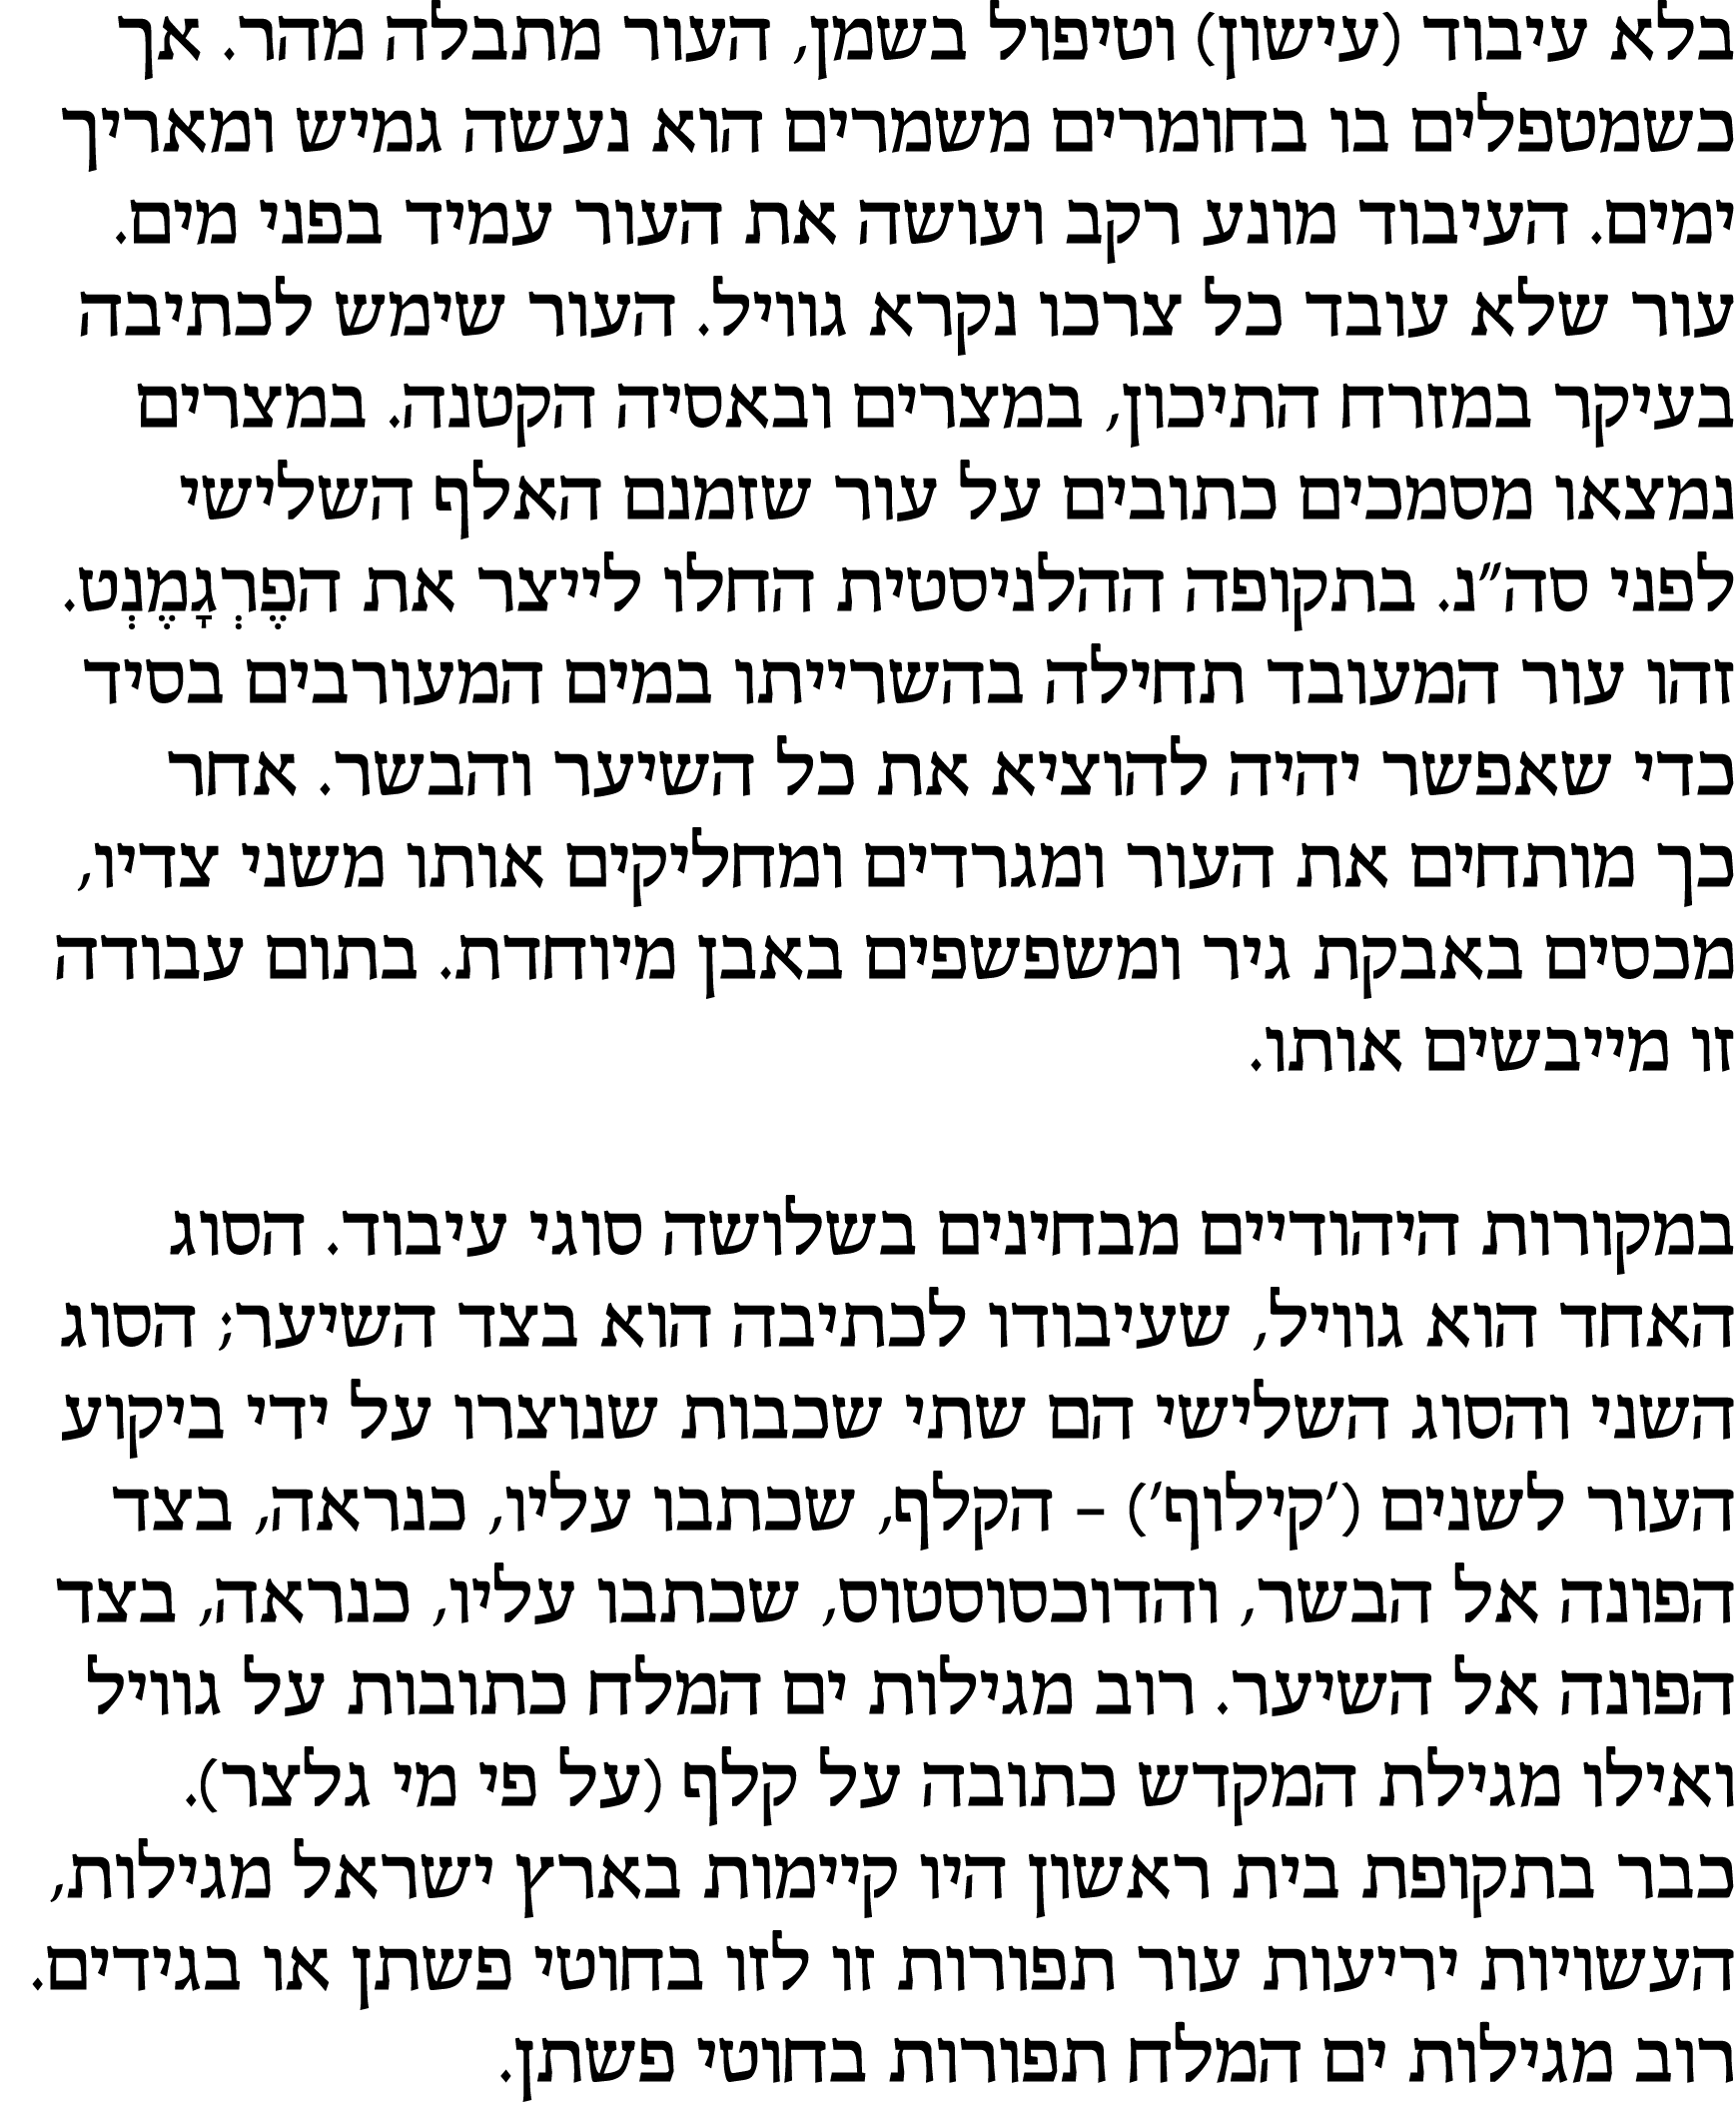 בלא עיבוד (עישון) וטיפול בשמן, העור מתבלה מהר. אך
כשמטפלים בו בחומרים משמרים הוא נעשה גמיש ומאריך
ימים. העיבוד מונע רקב ועושה את העור עמיד בפני מים.
עור שלא עובד כל צרכו נקרא גוויל. העור שימש לכתיבה
בעיקר במזרח התיכון, במצרים ובאסיה הקטנה. במצרים
נמצאו מסמכים כתובים על עור שזמנם האלף השלישי
לפני סה״נ. בתקופה ההלניסטית החלו לייצר את הפֶּרְגָמֶנְט.
זהו עור המעובד תחילה בהשרייתו במים המעורבים בסיד
כדי שאפשר יהיה להוציא את כל השיער והבשר. אחר
כך מותחים את העור ומגרדים ומחליקים אותו משני צדיו,
מכסים באבקת גיר ומשפשפים באבן מיוחדת. בתום עבודה
זו מייבשים אותו.
במקורות היהודיים מבחינים בשלושה סוגי עיבוד. הסוג
האחד הוא גוויל, שעיבודו לכתיבה הוא בצד השיער; הסוג
השני והסוג השלישי הם שתי שכבות שנוצרו על ידי ביקוע
העור לשנים (׳קילוף׳) – הקלף, שכתבו עליו, כנראה, בצד
הפונה אל הבשר, והדוכסוסטוס, שכתבו עליו, כנראה, בצד
הפונה אל השיער. רוב מגילות ים המלח כתובות על גוויל
ואילו מגילת המקדש כתובה על קלף (על פי מי גלצר).
כבר בתקופת בית ראשון היו קיימות בארץ ישראל מגילות,
העשויות יריעות עור תפורות זו לזו בחוטי פשתן או בגידים.
רוב מגילות ים המלח תפורות בחוטי פשתן.